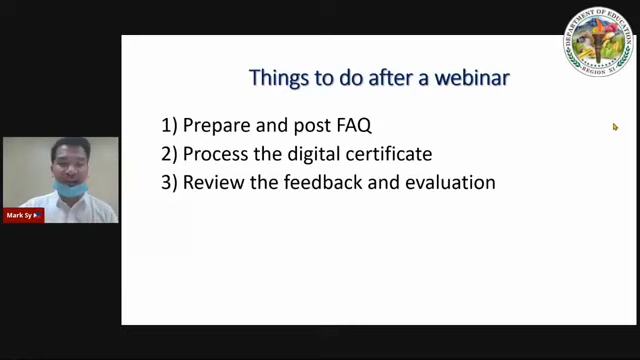 DEPARTMENT OF EDUCATION
REGION XI
Things to do after a webinar
1) Prepare and post FAQ
2) Process the digital certificate
3) Review the feedback and evaluation
Mark Sy